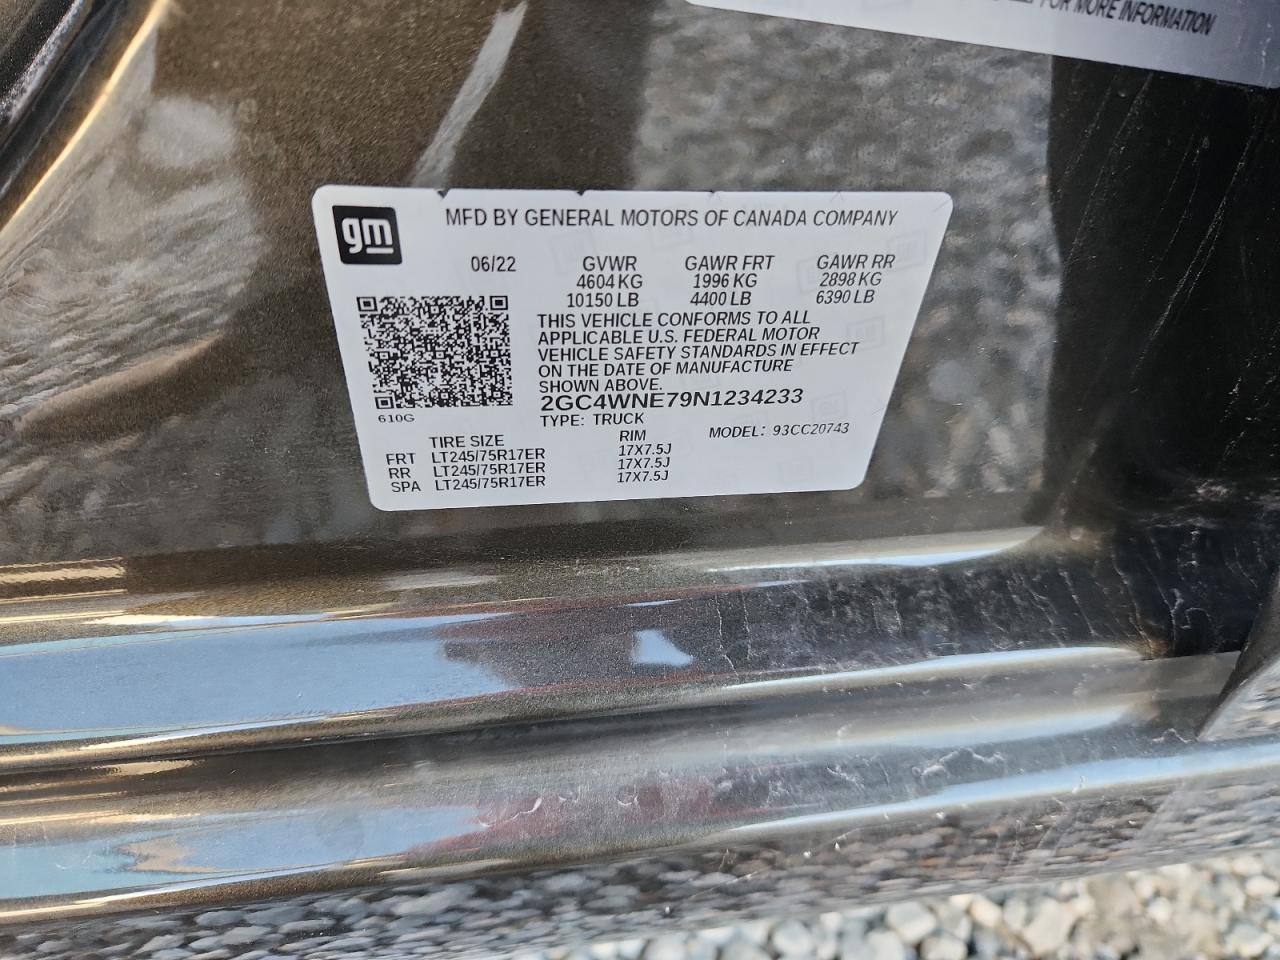 FOR MORE INFORMATION
gm
MFD BY GENERAL MOTORS OF CANADA COMPANY
06/22 GVWR GAWR FRT GAWR RR
4604 KG 1996 KG 2898 KG
10150 LB 4400 LB 6390 LB
THIS VEHICLE CONFORMS TO ALL
APPLICABLE U.S. FEDERAL MOTOR
VEHICLE SAFETY STANDARDS IN EFFECT
ON THE DATE OF MANUFACTURE
SHOWN ABOVE.
2GC4WNE79N1234233
610G
TYPE: TRUCK
TIRE SIZE RIM MODEL: 93CC20743
FRT LT245/75R17ER 17X7.5J
RR LT245/75R17ER 17X7.5J
SPA LT245/75R17ER 17X7.5J